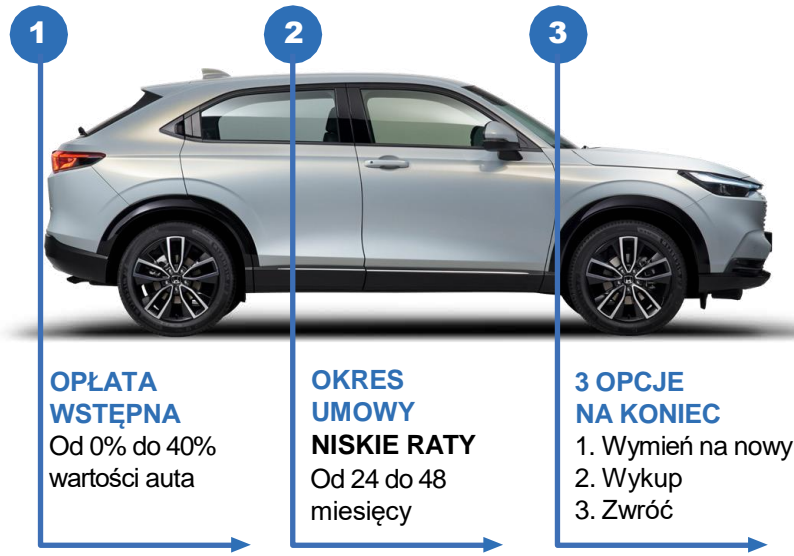 1
2
3
OPŁATA
WSTĘPNA
Od 0% do 40%
wartości auta
OKRES
UMOWY
NISKIE RATY
Od 24 do 48
miesięcy
3 OPCJE
NA KONIEC
1. Wymień na nowy
2. Wykup
3. Zwróć